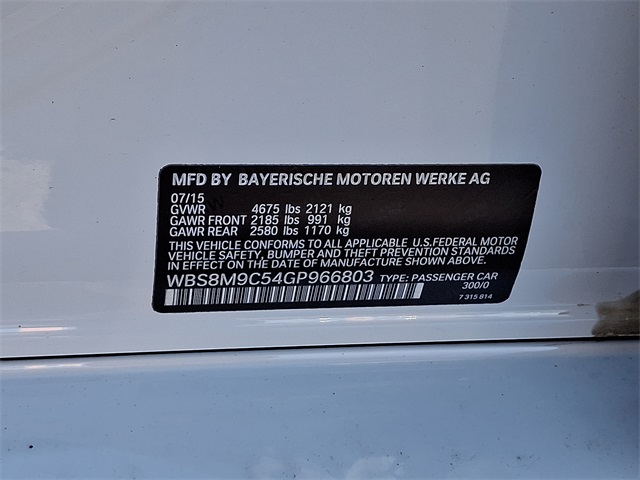 MFD BY BAYERISCHE MOTOREN WERKE AG
07/15
GVWR 4675 lbs 2121 kg
GAWR FRONT 2185 lbs 991 kg
GAWR REAR 2580 lbs 1170 kg
THIS VEHICLE CONFORMS TO ALL APPLICABLE U.S.FEDERAL MOTOR
VEHICLE SAFETY, BUMPER AND THEFT PREVENTION STANDARDS
IN EFFECT ON THE DATE OF MANUFACTURE SHOWN ABOVE.
WBS8M9C54GP966803 TYPE: PASSENGER CAR
300/0
7 315 814